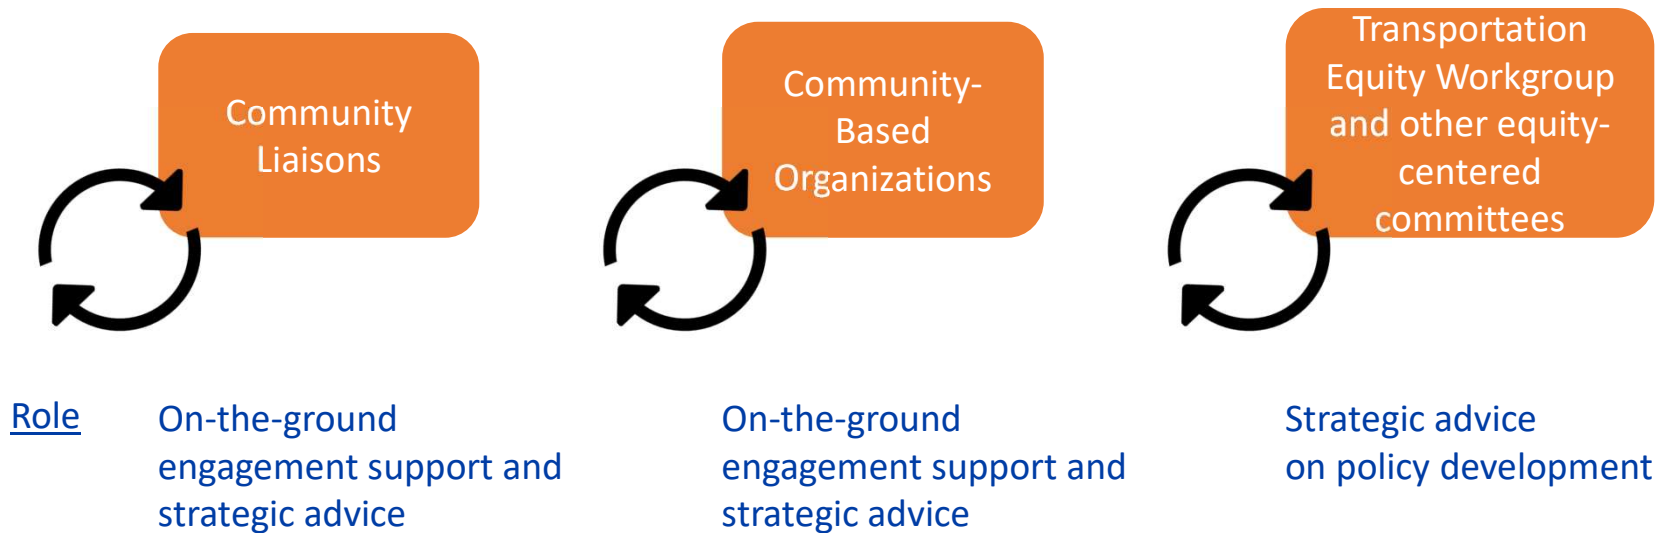 Community
Liaisons
Community-
Based
Organizations
Transportation
Equity Workgroup
and other equity-
centered
committees
Role
On-the-ground
engagement support and
strategic advice
On-the-ground
engagement support and
strategic advice
Strategic advice
on policy development